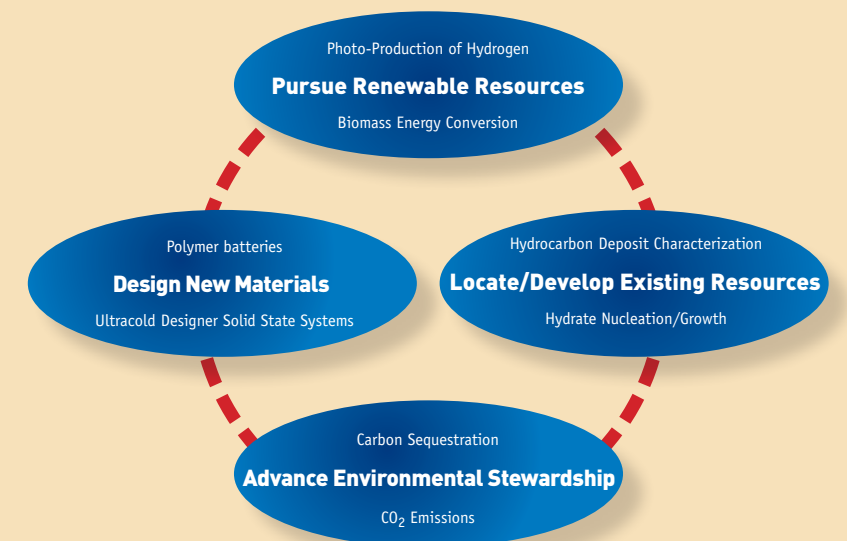 Photo-Production of Hydrogen
Pursue Renewable Resources
Biomass Energy Conversion
Polymer batteries
Design New Materials
Ultracold Designer Solid State Systems
Hydrocarbon Deposit Characterization
Locate/Develop Existing Resources
Hydrate Nucleation/Growth
Carbon Sequestration
Advance Environmental Stewardship
CO₂ Emissions